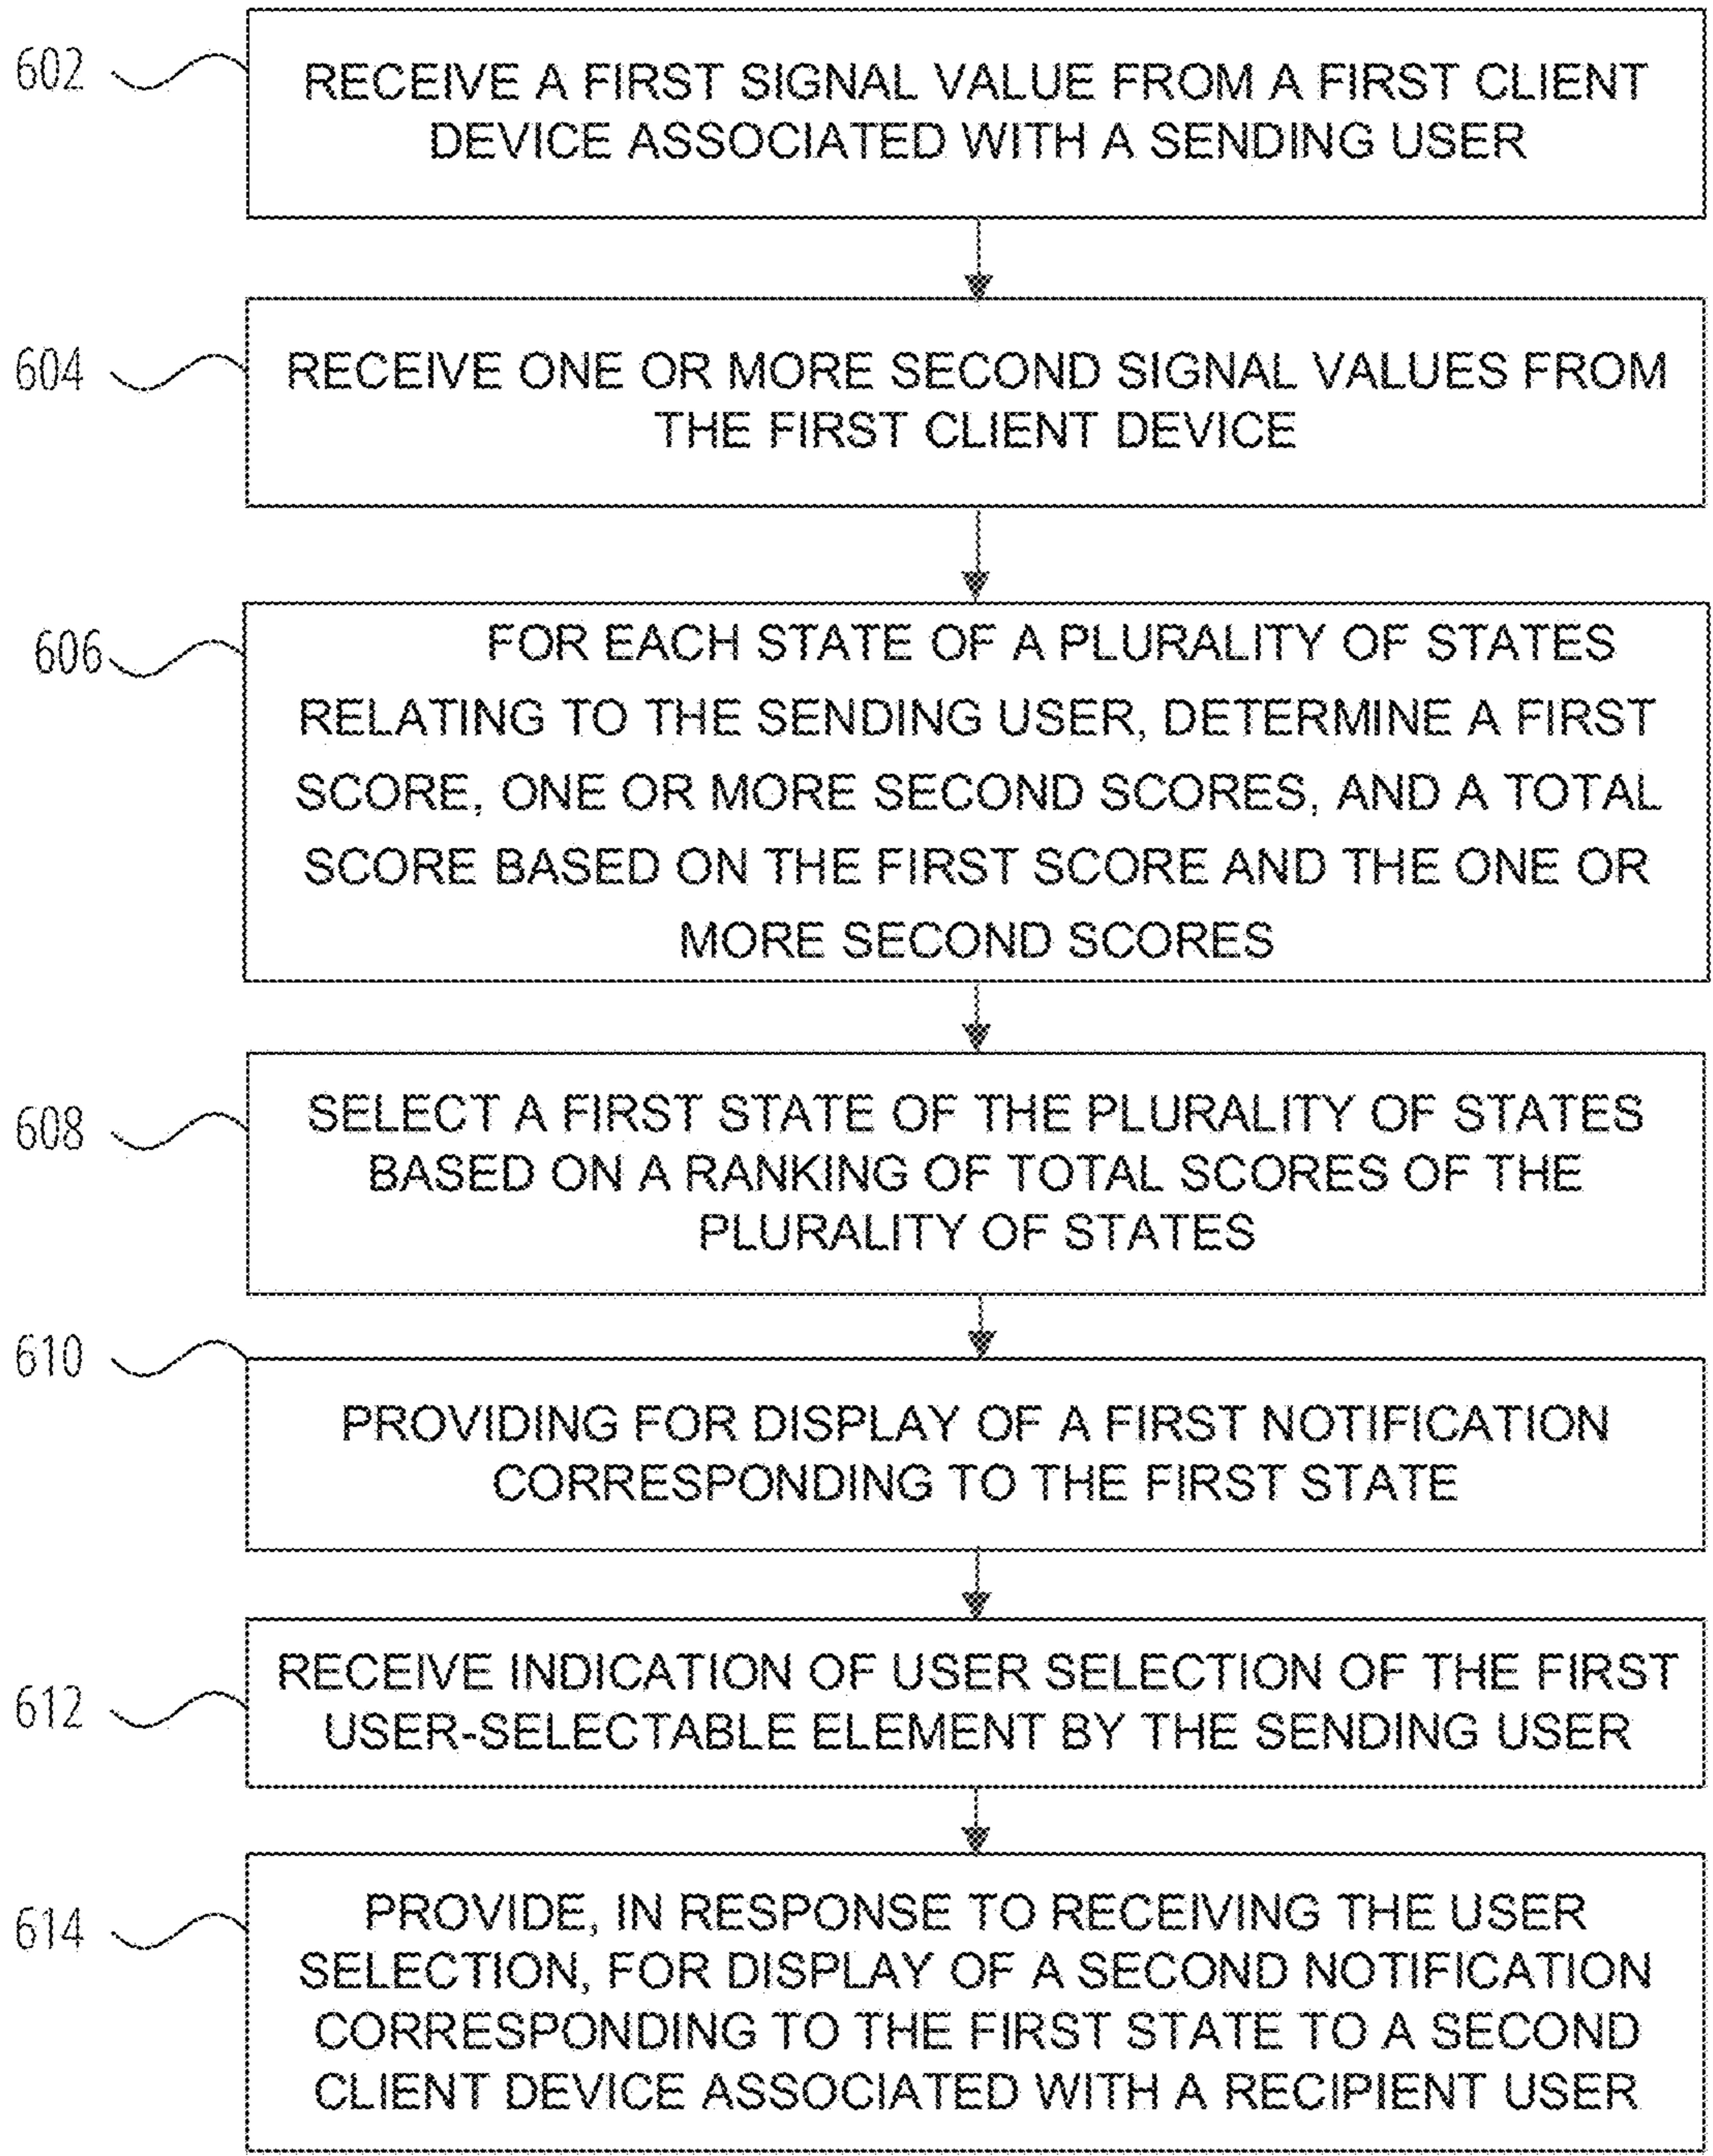 602
RECEIVE A FIRST SIGNAL VALUE FROM A FIRST CLIENT
DEVICE ASSOCIATED WITH A SENDING USER
604
RECEIVE ONE OR MORE SECOND SIGNAL VALUES FROM
THE FIRST CLIENT DEVICE
606
FOR EACH STATE OF A PLURALITY OF STATES
RELATING TO THE SENDING USER, DETERMINE A FIRST
SCORE, ONE OR MORE SECOND SCORES, AND A TOTAL
SCORE BASED ON THE FIRST SCORE AND THE ONE OR
MORE SECOND SCORES
608
SELECT A FIRST STATE OF THE PLURALITY OF STATES
BASED ON A RANKING OF TOTAL SCORES OF THE
PLURALITY OF STATES
610
PROVIDING FOR DISPLAY OF A FIRST NOTIFICATION
CORRESPONDING TO THE FIRST STATE
612
RECEIVE INDICATION OF USER SELECTION OF THE FIRST
USER-SELECTABLE ELEMENT BY THE SENDING USER
614
PROVIDE, IN RESPONSE TO RECEIVING THE USER
SELECTION, FOR DISPLAY OF A SECOND NOTIFICATION
CORRESPONDING TO THE FIRST STATE TO A SECOND
CLIENT DEVICE ASSOCIATED WITH A RECIPIENT USER